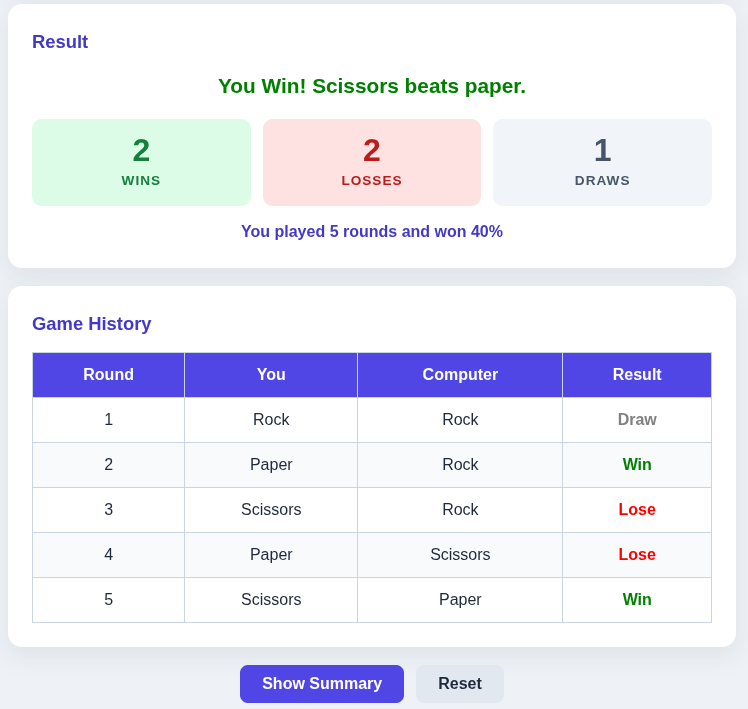 Result
You Win! Scissors beats paper.
2 2 1
WINS LOSSES DRAWS
You played 5 rounds and won 40%
Game History
Round You Computer Result
1 Rock Rock Draw
2 Paper Rock Win
3 Scissors Rock Lose
4 Paper Scissors Lose
5 Scissors Paper Win
Show Summary Reset